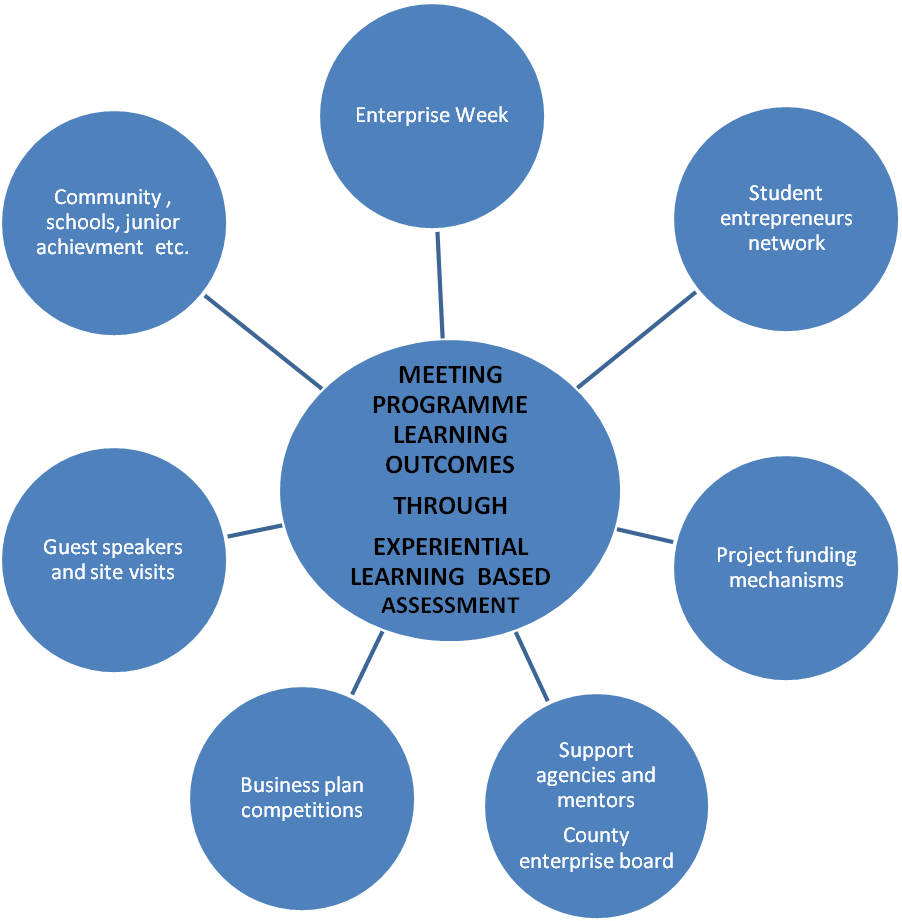 Enterprise Week
Student
entrepreneurs
network
Project funding
mechanisms
Support
agencies and
mentors
County
enterprise board
Business plan
competitions
Guest speakers
and site visits
Community ,
schools, junior
achievment  etc.
MEETING
PROGRAMME
LEARNING
OUTCOMES
THROUGH
EXPERIENTIAL
LEARNING  BASED
ASSESSMENT